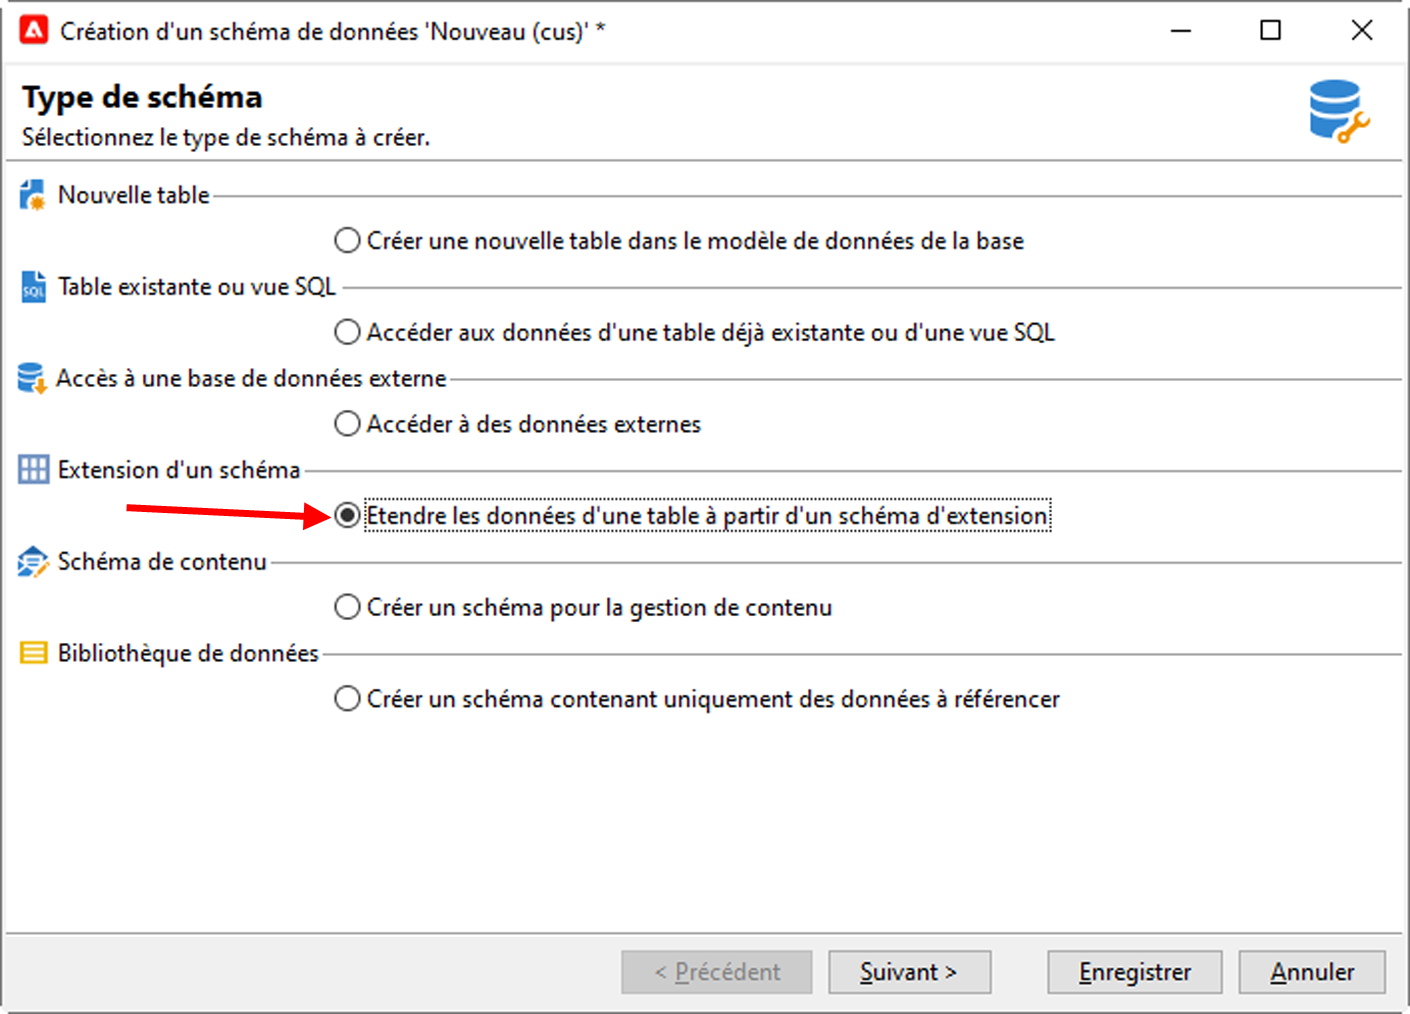 Création d'un schéma de données 'Nouveau (cus)' *
Type de schéma
Sélectionnez le type de schéma à créer.
Nouvelle table
Créer une nouvelle table dans le modèle de données de la base
SQL
Table existante ou vue SQL
Accéder aux données d'une table déjà existante ou d'une vue SQL
Accès à une base de données externe
Accéder à des données externes
Extension d'un schéma
Etendre les données d'une table à partir d'un schéma d'extension
Schéma de contenu
Créer un schéma pour la gestion de contenu
Bibliothèque de données
Créer un schéma contenant uniquement des données à référencer
< Précédent
Suivant >
Enregistrer
Annuler